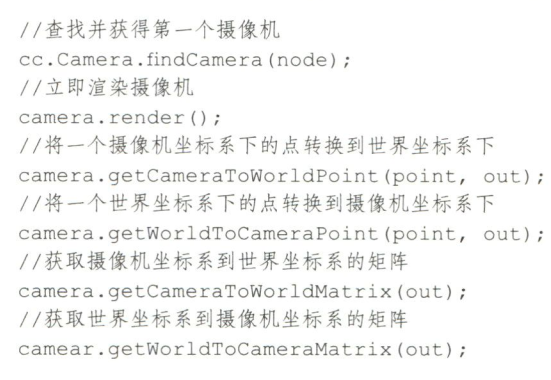 //查找并获得第一个摄像机
cc.Camera.findCamera(node);
//立即渲染摄像机
camera.render();
//将一个摄像机坐标系下的点转换到世界坐标系下
camera.getCameraToWorldPoint(point, out);
//将一个世界坐标系下的点转换到摄像机坐标系下
camera.getWorldToCameraPoint(point, out);
//获取摄像机坐标系到世界坐标系的矩阵
camera.getCameraToWorldMatrix(out);
//获取世界坐标系到摄像机坐标系的矩阵
camear.getWorldToCameraMatrix(out);